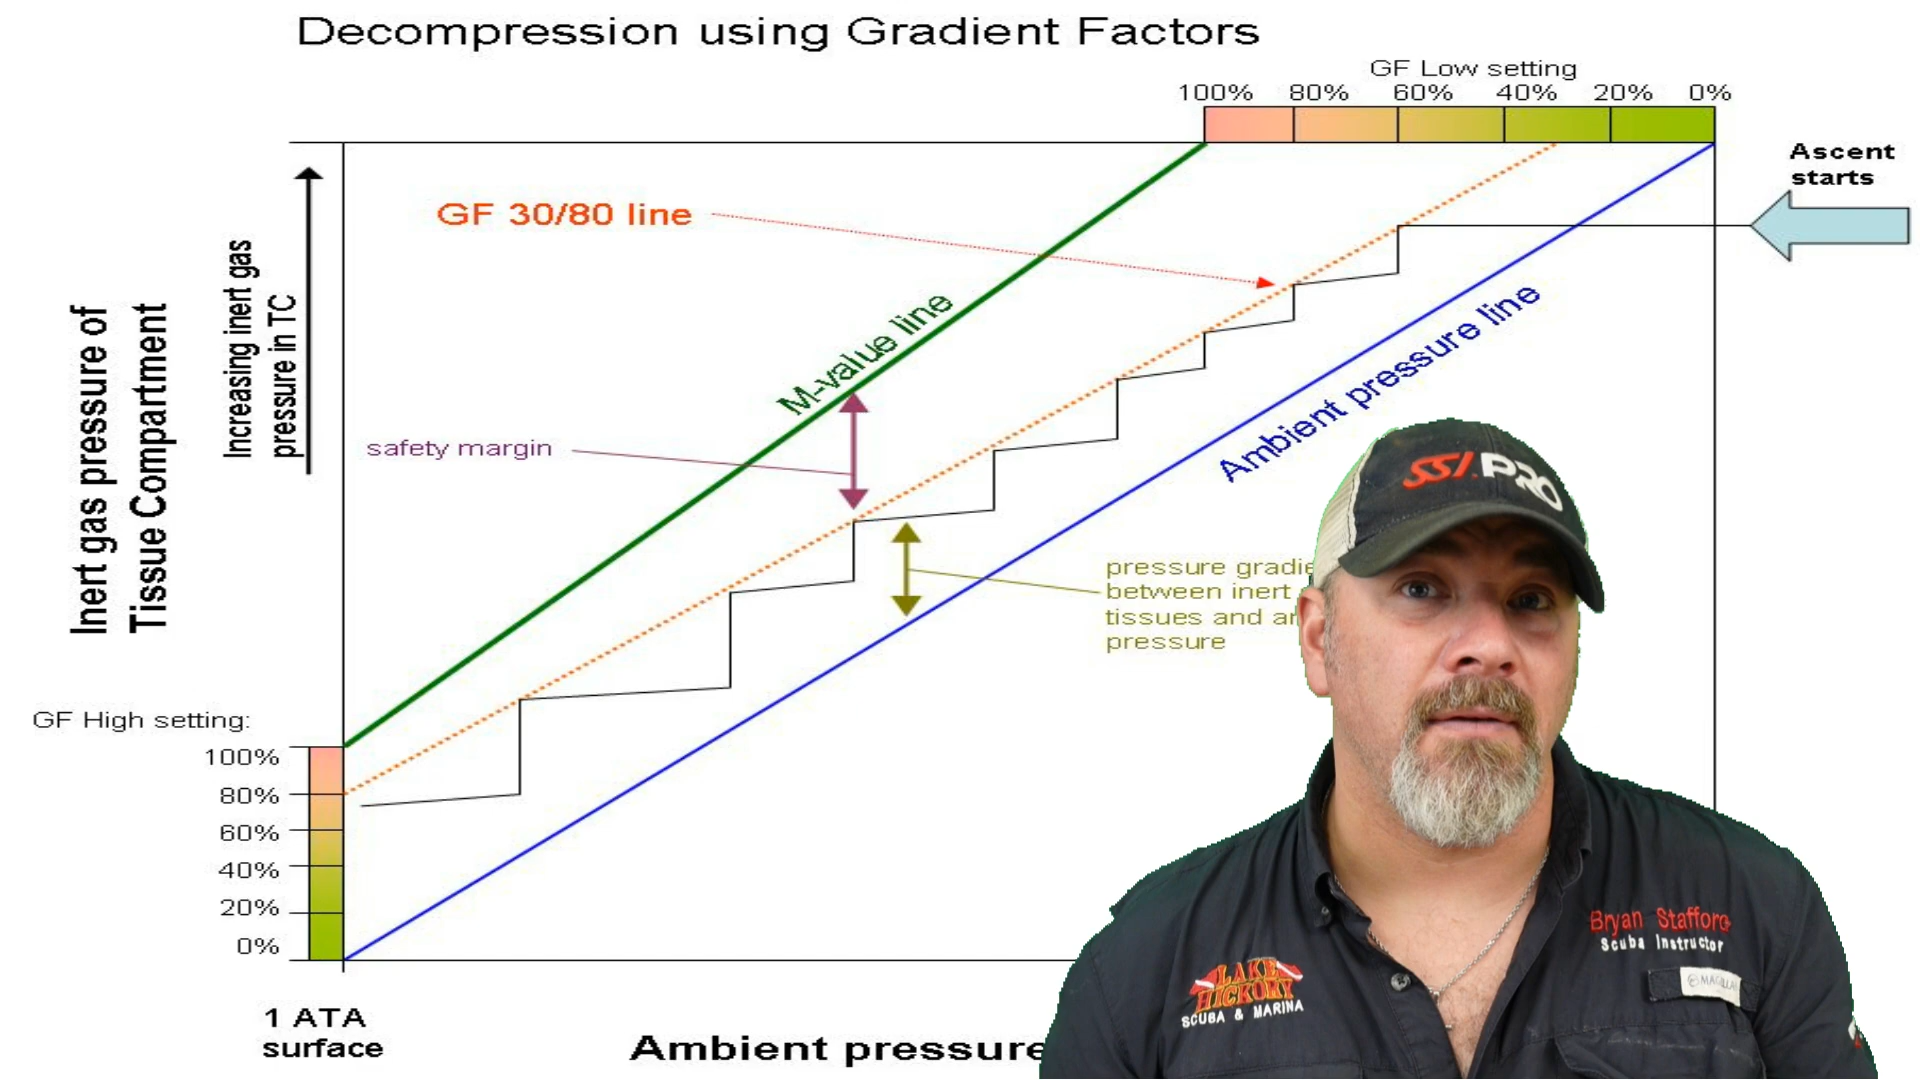 Decompression using Gradient Factors
GF Low setting
100% 80% 60% 40% 20% 0%
Ascent
starts
GF 30/80 line
Increasing inert gas
pressure in TC
Inert gas pressure of
Tissue Compartment
M-value line
Ambient pressure line
safety margin
pressure
between inert
tissues and
pressure
GF High setting:
100%
80%
60%
40%
20%
0%
1 ATA
surface
Ambient pressure
SSI PRO
Bryan Stafford
Scuba Instructor
LAKE
HICKORY
SCUBA & MARINA